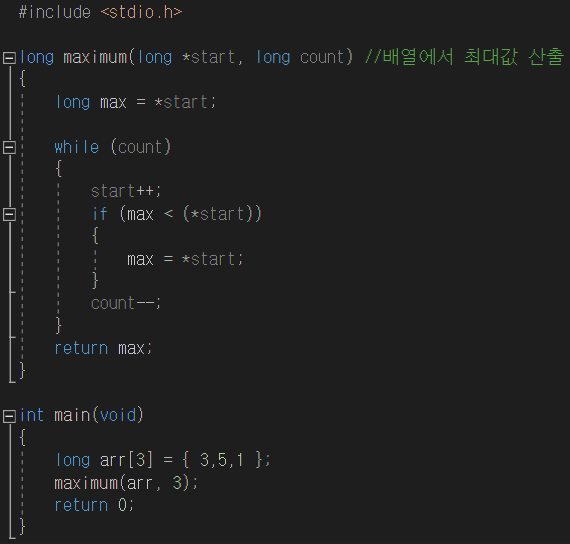 #include <stdio.h>
long maximum(long *start, long count) //배열에서 최대값 산출
{
long max = *start;
while (count)
{
start++;
if (max < (*start))
{
max = *start;
}
count--;
}
return max;
}
int main(void)
{
long arr[3] = { 3,5,1 };
maximum(arr, 3);
return 0;
}